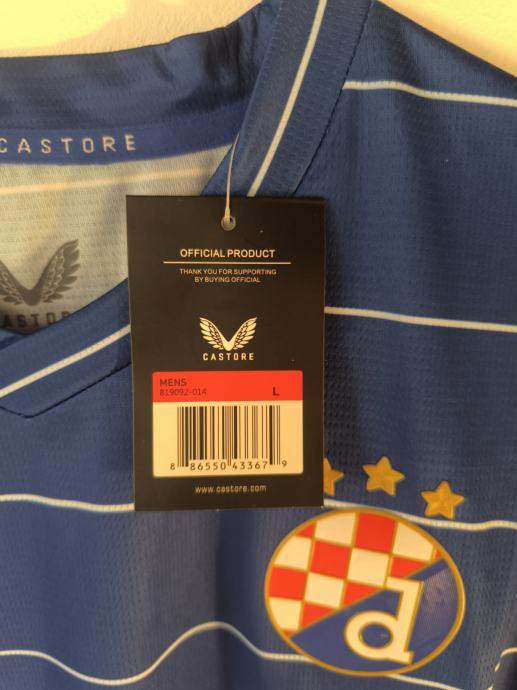 CASTORE
OFFICIAL PRODUCT
THANK YOU FOR SUPPORTING
BY BUYING OFFICIAL
CASTORE
MENS
819092-014 L
8 86550 43367 9
www.castore.com
d